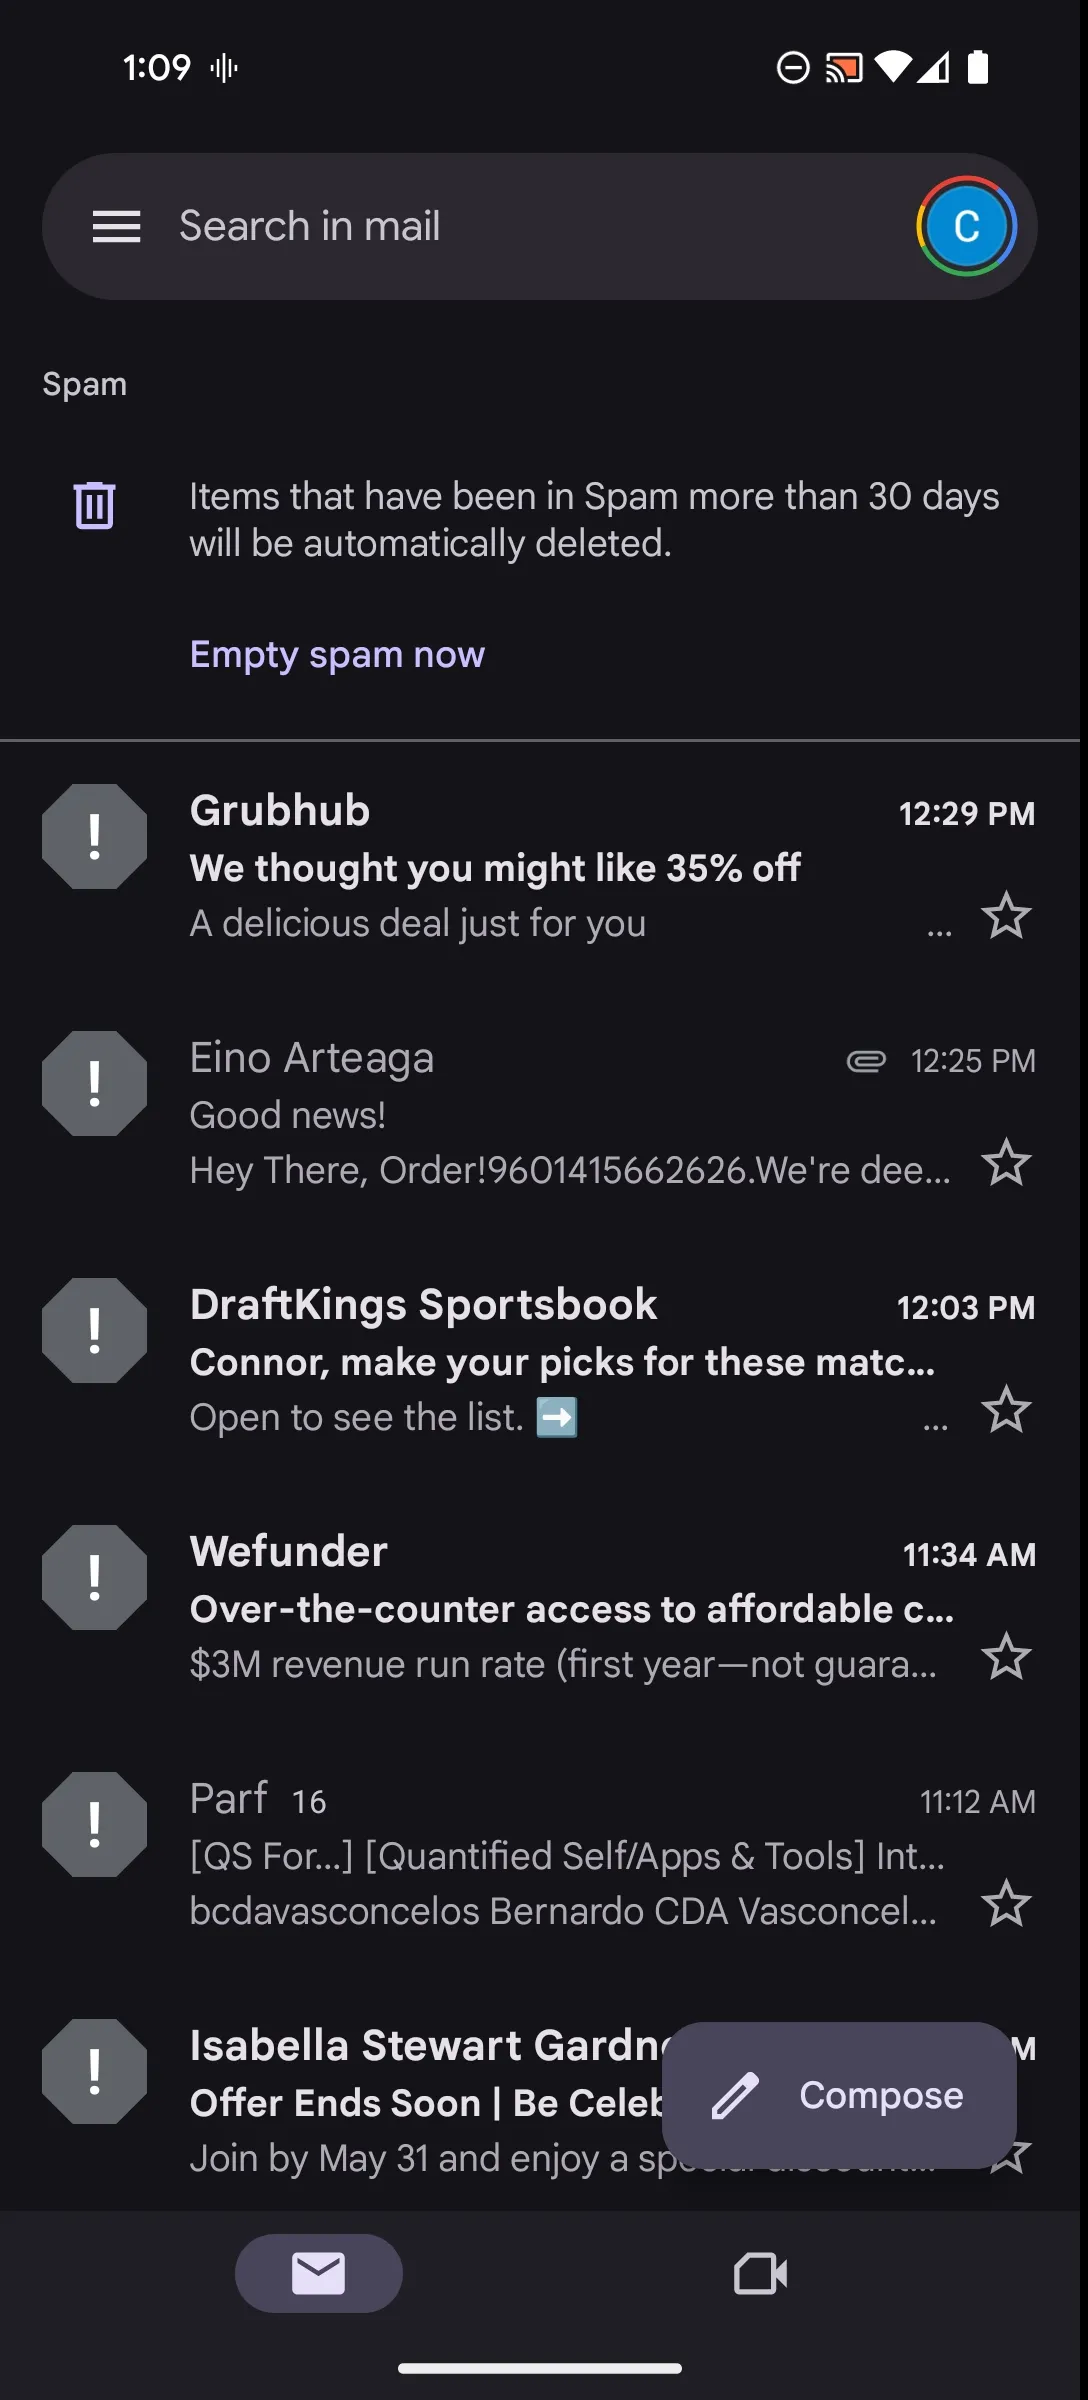 1:09
Search in mail
C
Spam
Items that have been in Spam more than 30 days
will be automatically deleted.
Empty spam now
Grubhub 12:29 PM
We thought you might like 35% off
A delicious deal just for you ...
Eino Arteaga 12:25 PM
Good news!
Hey There, Order!9601415662626.We're dee...
DraftKings Sportsbook 12:03 PM
Connor, make your picks for these matc...
Open to see the list. ➡️ ...
Wefunder 11:34 AM
Over-the-counter access to affordable c...
$3M revenue run rate (first year—not guara...
Parf 16 11:12 AM
[QS For...] [Quantified Self/Apps & Tools] Int...
bcdavasconcelos Bernardo CDA Vasconcel...
Isabella Stewart Gardn
Offer Ends Soon | Be Celeb
Join by May 31 and enjoy a special discount...
Compose